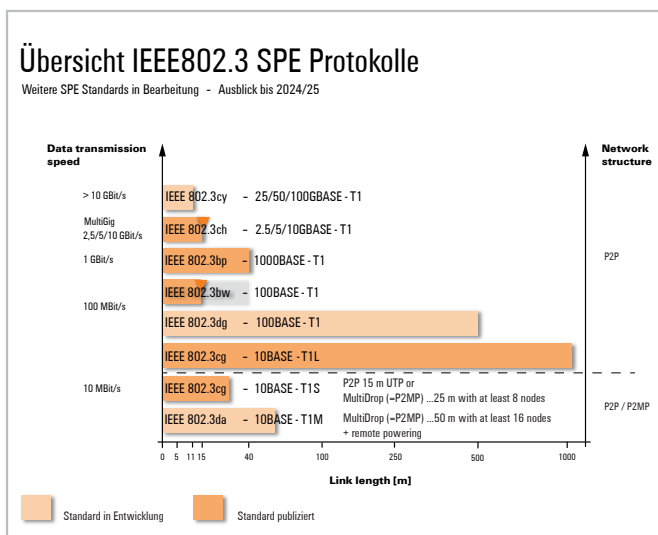 Übersicht IEEE802.3 SPE Protokolle
Weitere SPE Standards in Bearbeitung - Ausblick bis 2024/25
Data transmission
speed
Network
structure
> 10 GBit/s
IEEE 802.3cy - 25/50/100GBASE - T1
MultiGig
2,5/5/10 GBit/s
IEEE 802.3ch - 2.5/5/10GBASE - T1
1 GBit/s
IEEE 802.3bp - 1000BASE - T1
P2P
IEEE 802.3bw - 100BASE - T1
100 MBit/s
IEEE 802.3dg - 100BASE - T1
IEEE 802.3cg - 10BASE - T1L
10 MBit/s
IEEE 802.3cg - 10BASE - T1S
P2P 15 m UTP or
MultiDrop (=P2MP) ...25 m with at least 8 nodes
P2P / P2MP
IEEE 802.3da - 10BASE - T1M
MultiDrop (=P2MP) ...50 m with at least 16 nodes
+ remote powering
0 5 11 15 40 100 250 500 1000
Link length [m]
Standard in Entwicklung
Standard publiziert